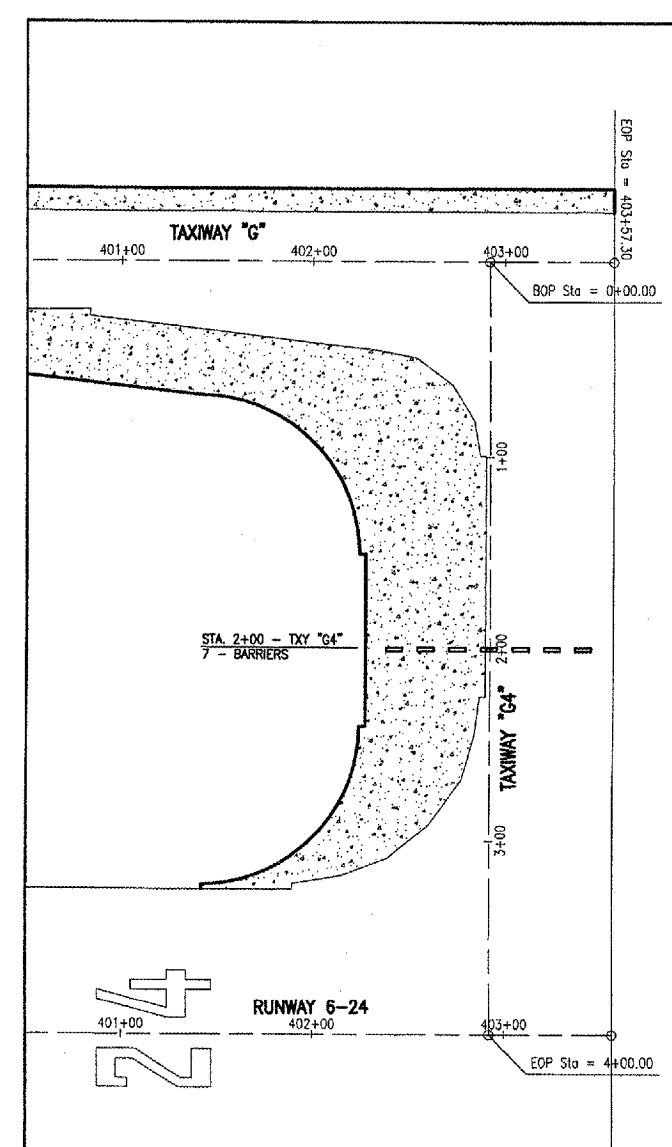 EOP Sta = 403+57.30
TAXIWAY "G"
401+00
402+00
403+00
BOP Sta = 0+00.00
1+00
STA. 2+00 - TXY "G4"
7 - BARRIERS
2+00
TAXIWAY "G4"
3+00
24
RUNWAY 6-24
401+00
402+00
403+00
EOP Sta = 4+00.00